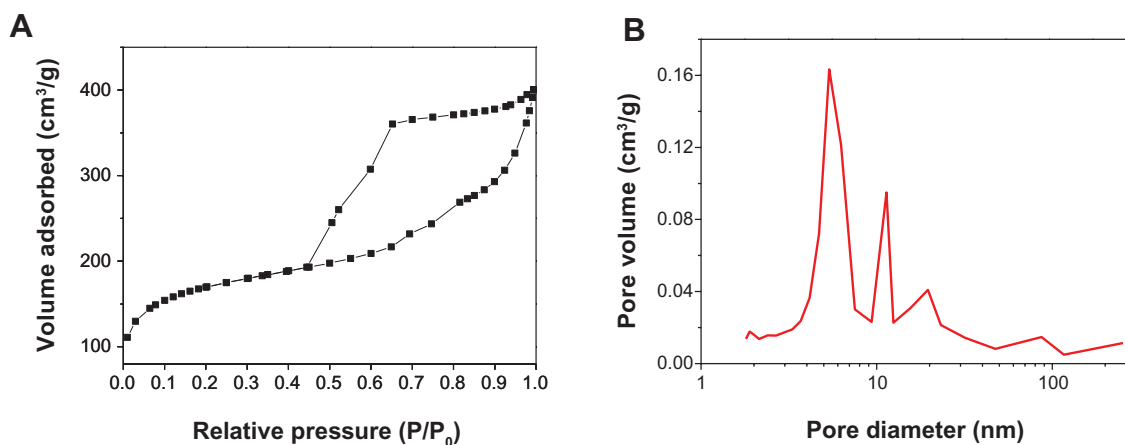 A
Volume adsorbed (cm³/g)
400
300
200
100
0.0 0.1 0.2 0.3 0.4 0.5 0.6 0.7 0.8 0.9 1.0
Relative pressure (P/P₀)
B
Pore volume (cm³/g)
0.16
0.12
0.08
0.04
0.00
1 10 100
Pore diameter (nm)